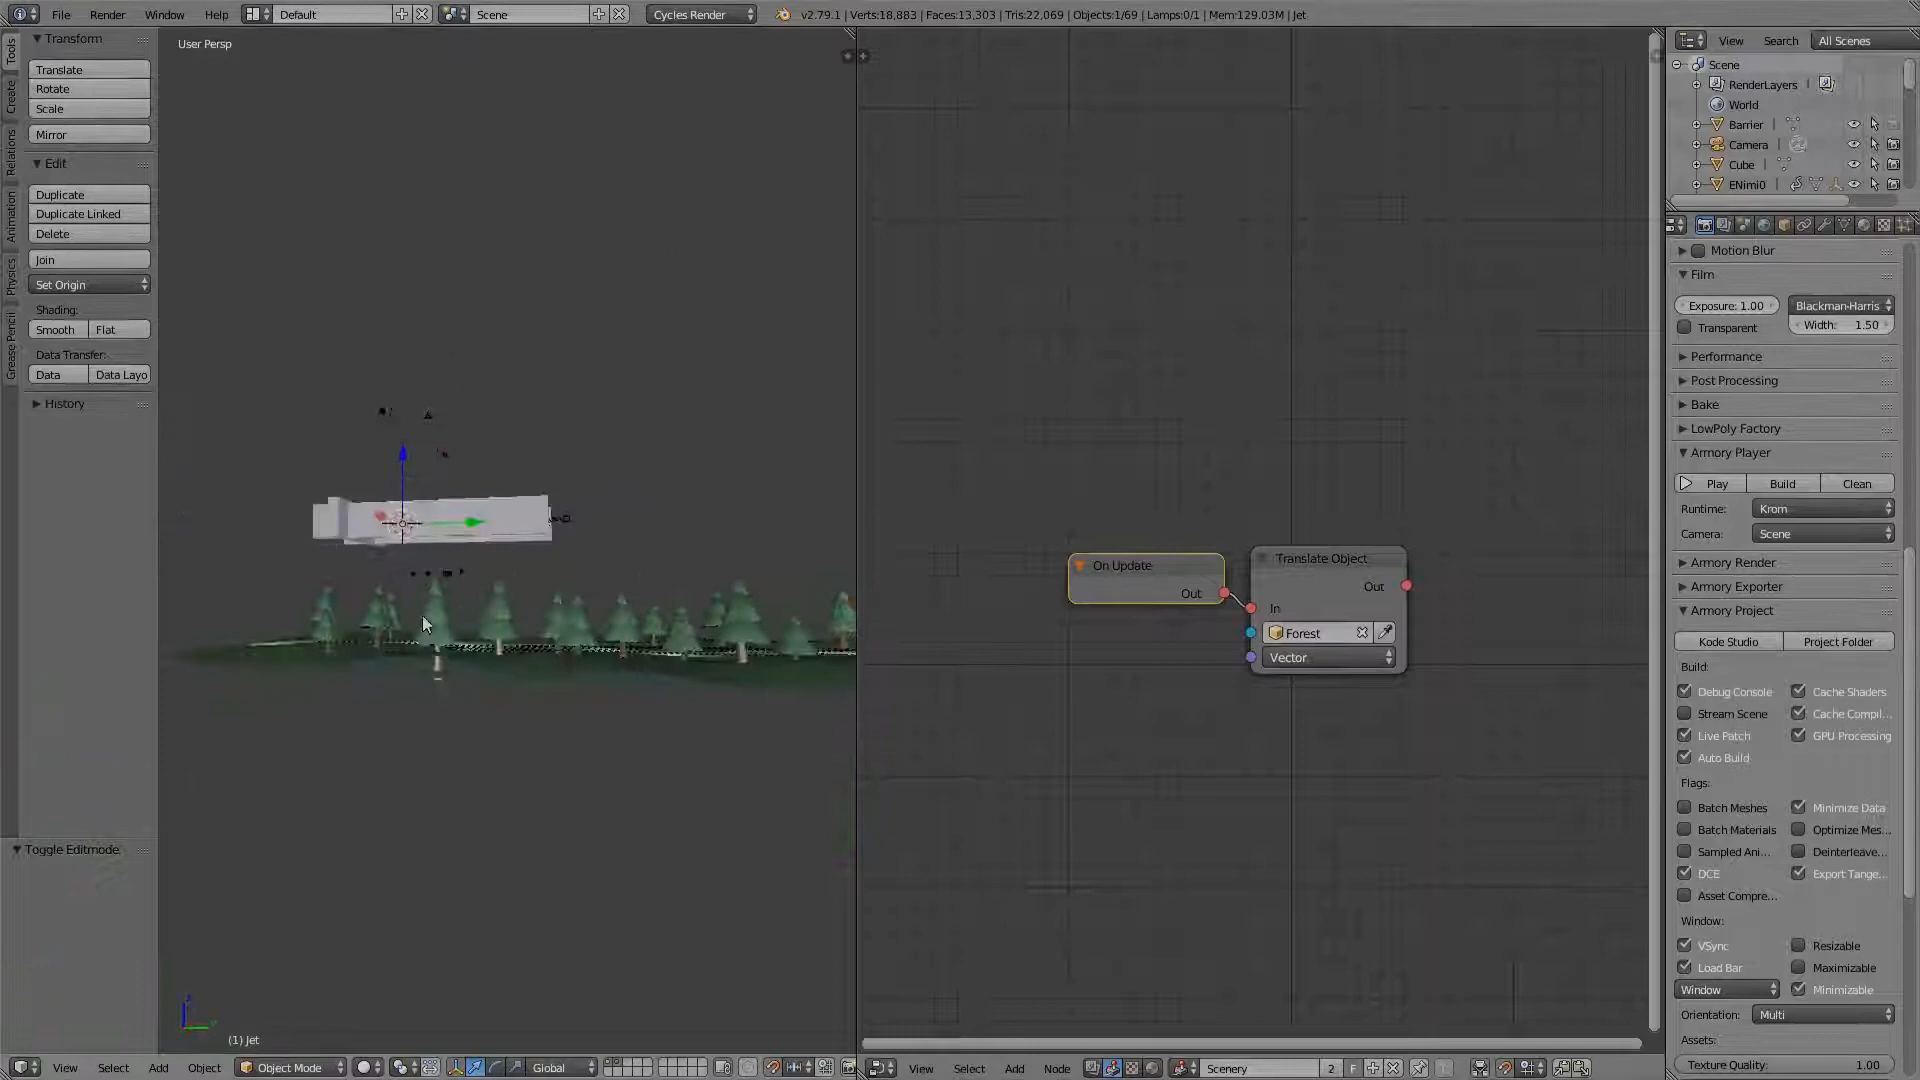 File Render Window Help Default Scene Cycles Render v2.79.1 | Verts:18,883 | Faces:13,303 | Tris:22,069 | Objects:1/69 | Lamps:0/1 | Mem:129.03M | Jet
Tools
Create
Relations
Animation
Physics
Grease Pencil
Transform
Translate
Rotate
Scale
Mirror
Edit
Duplicate
Duplicate Linked
Delete
Join
Set Origin
Shading:
Smooth Flat
Data Transfer:
Data Data Layo
History
Toggle Editmode
User Persp
(1) Jet
View Select Add Object Object Mode Global
On Update
Out
Translate Object
Out
In
Forest
Vector
View Select Add Node Scenery 2 F
View Search All Scenes
Scene
RenderLayers
World
Barrier
Camera
Cube
ENimi0
Motion Blur
Film
Exposure: 1.00 Blackman-Harris
Transparent Width: 1.50
Performance
Post Processing
Bake
LowPoly Factory
Armory Player
Play Build Clean
Runtime: Krom
Camera: Scene
Armory Render
Armory Exporter
Armory Project
Kode Studio Project Folder
Build:
Debug Console Cache Shaders
Stream Scene Cache Compil...
Live Patch GPU Processing
Auto Build
Flags:
Batch Meshes Minimize Data
Batch Materials Optimize Mes...
Sampled Ani... Deinterleave...
DCE Export Tange...
Asset Compre...
Window:
VSync Resizable
Load Bar Maximizable
Window Minimizable
Orientation: Multi
Assets:
Texture Quality: 1.00